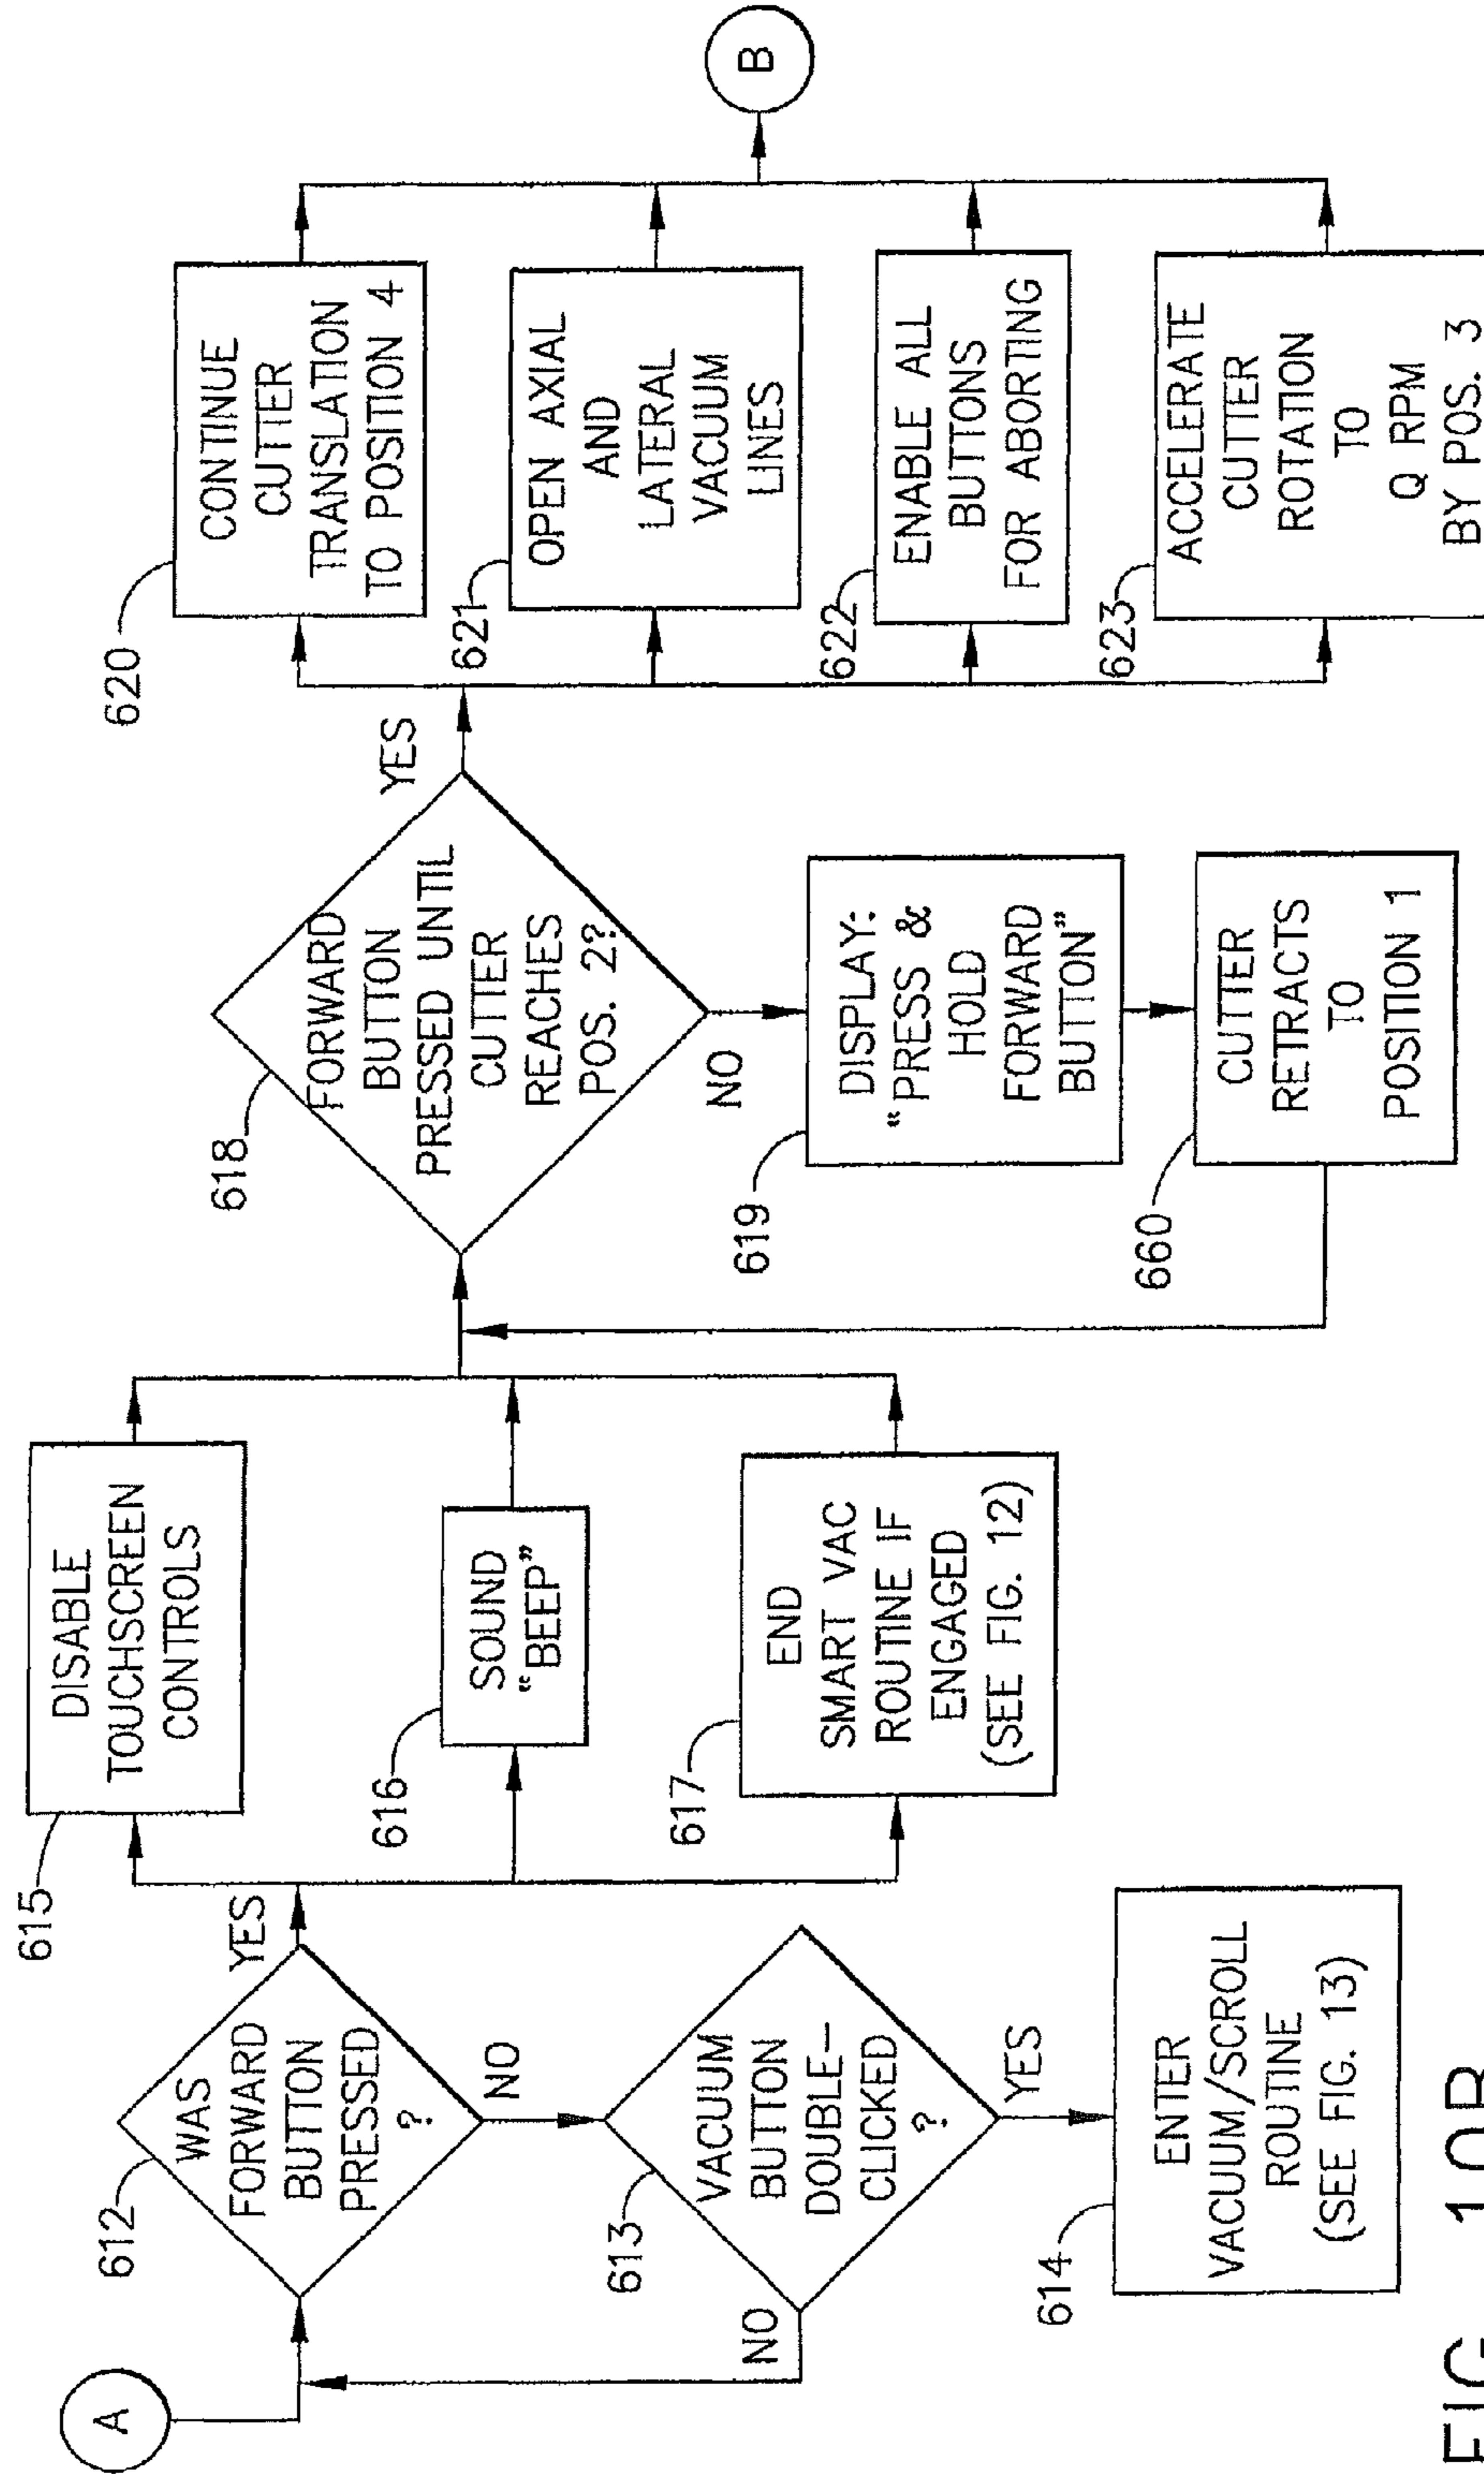 A
612
WAS
FORWARD
BUTTON
PRESSED
?
YES
NO
613
VACUUM
BUTTON
DOUBLE-
CLICKED
?
NO
YES
614
ENTER
VACUUM/SCROLL
ROUTINE
(SEE FIG. 13)
615
DISABLE
TOUCHSCREEN
CONTROLS
616
SOUND
"BEEP"
617
END
SMART VAC
ROUTINE IF
ENGAGED
(SEE FIG. 12)
618
FORWARD
BUTTON
PRESSED UNTIL
CUTTER
REACHES
POS. 2?
YES
NO
619
DISPLAY:
"PRESS &
HOLD
FORWARD
BUTTON"
660
CUTTER
RETRACTS
TO
POSITION 1
620
CONTINUE
CUTTER
TRANSLATION
TO POSITION 4
621
OPEN AXIAL
AND
LATERAL
VACUUM
LINES
622
ENABLE ALL
BUTTONS
FOR ABORTING
623
ACCELERATE
CUTTER
ROTATION
TO
Q RPM
BY POS. 3
B
FIG. 10B